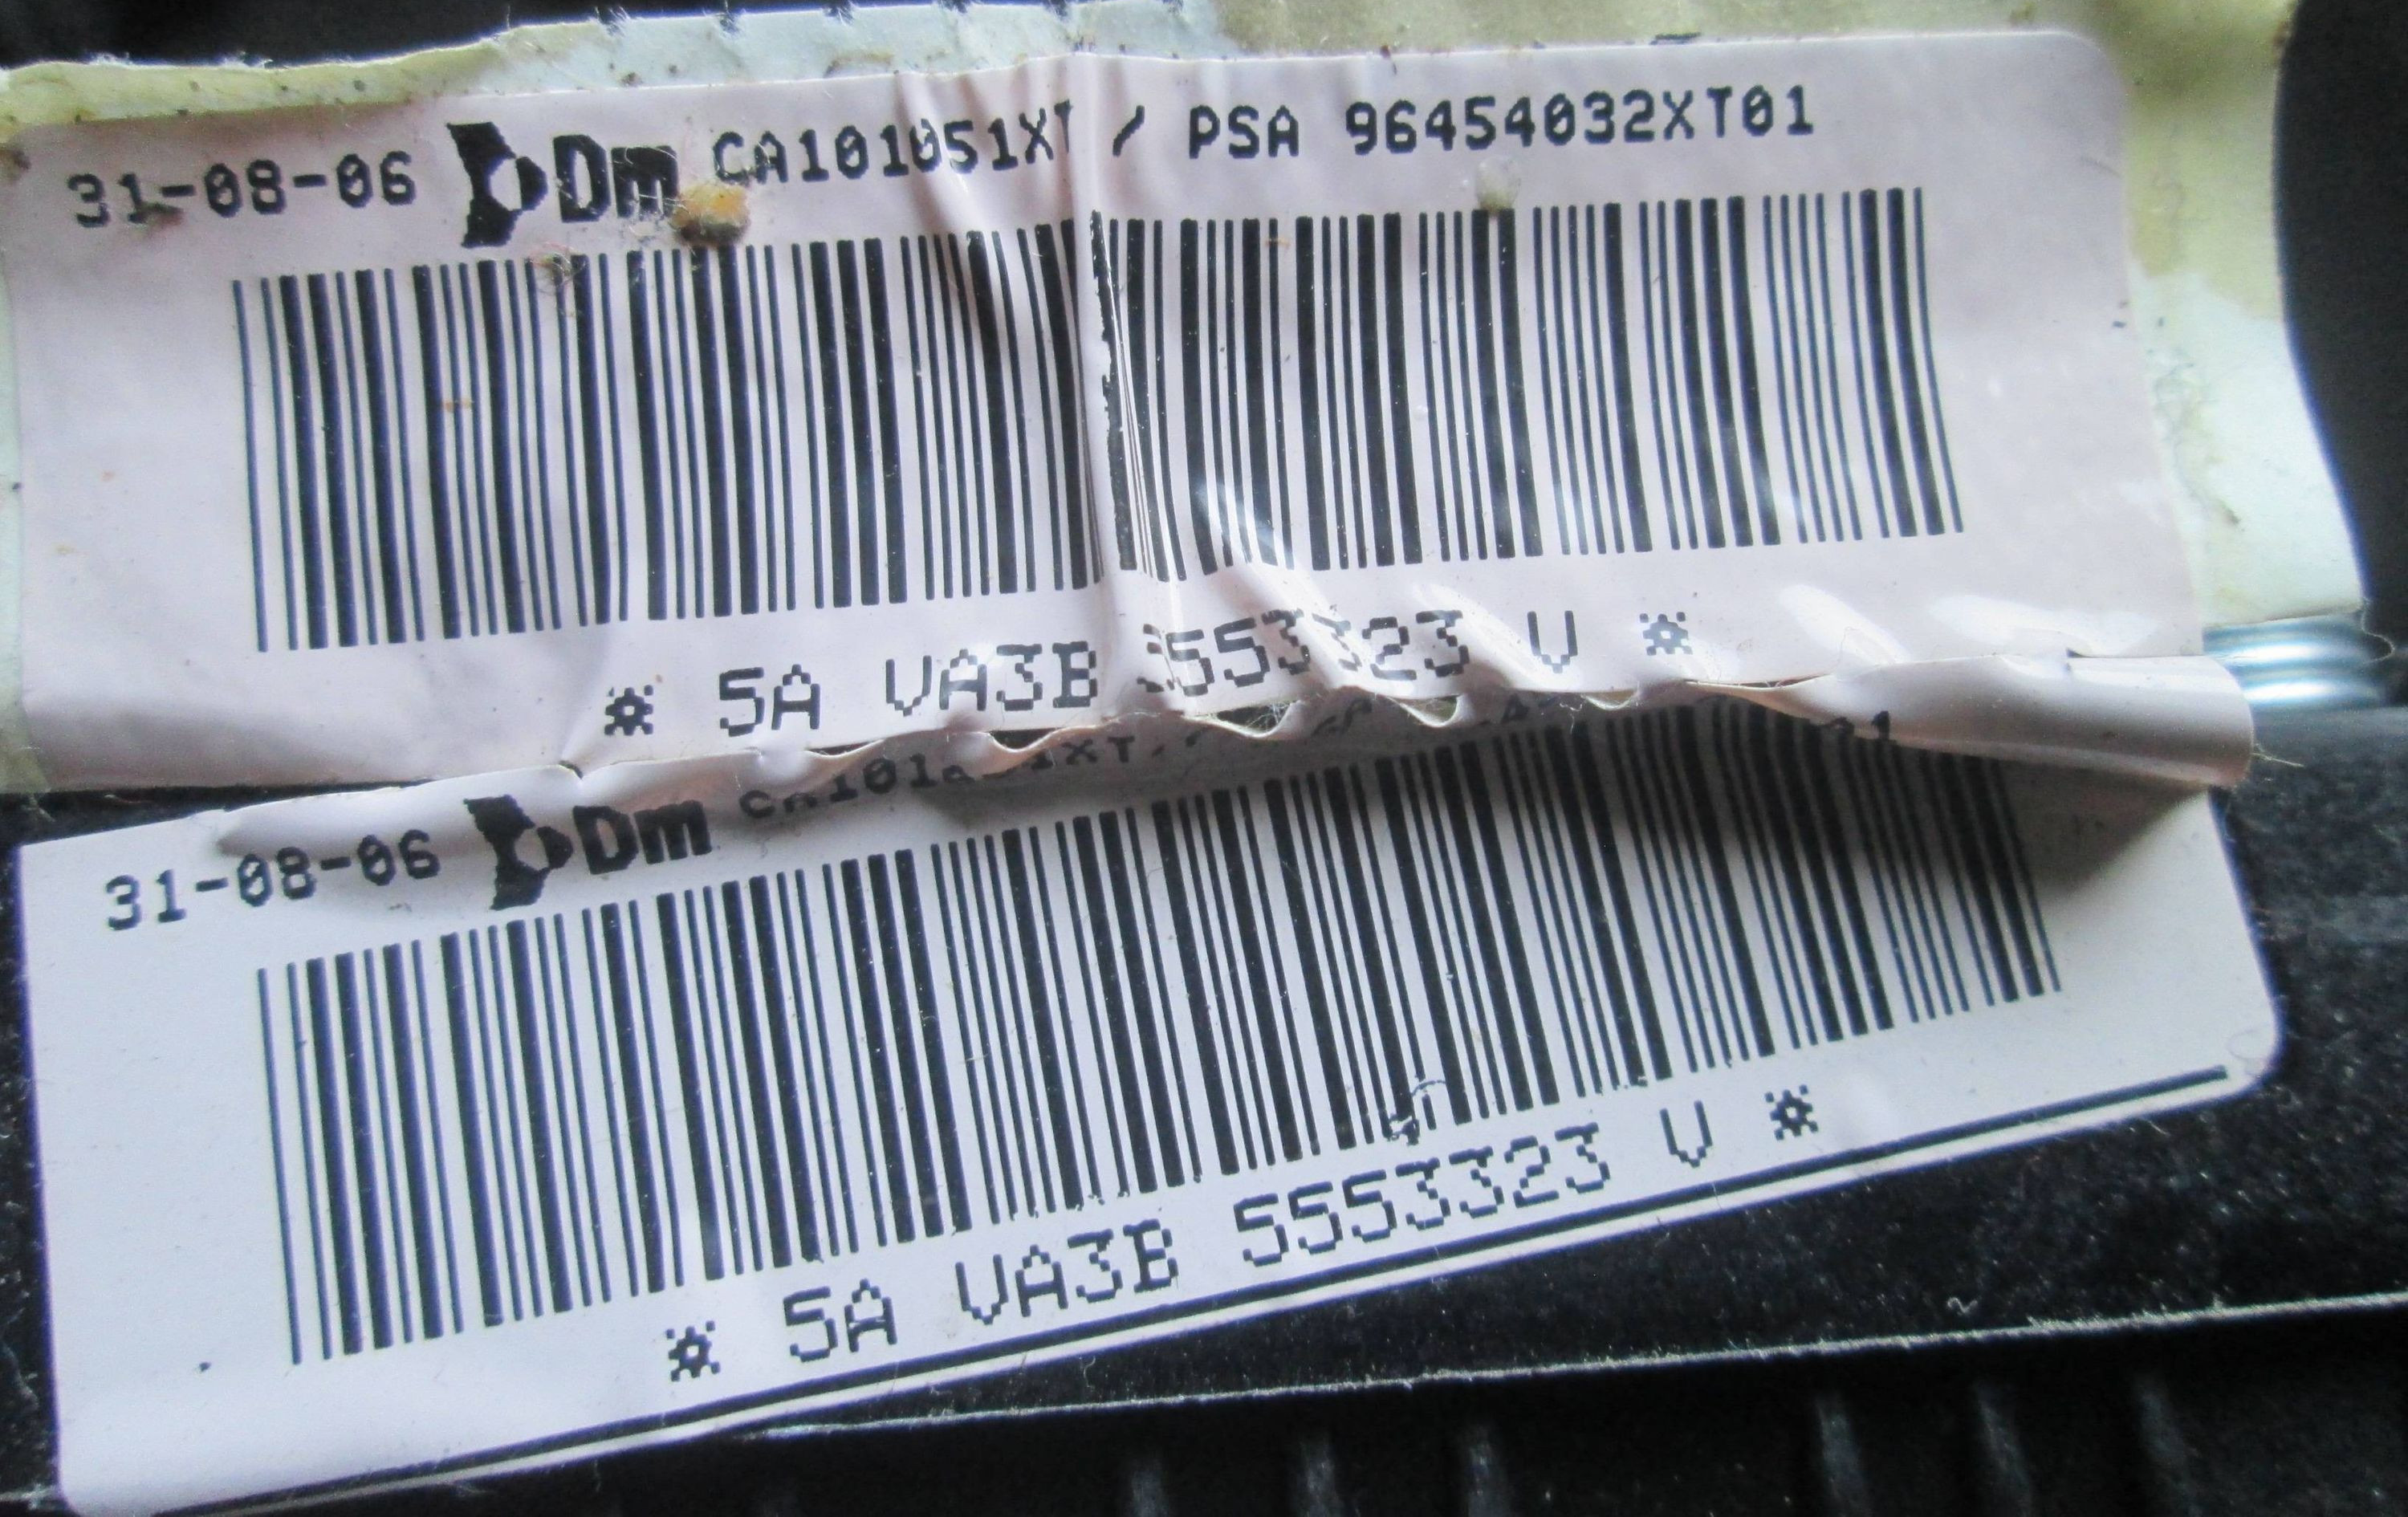 31-08-06 Dm CA101051XT / PSA 96454032XT01
* 5A VA3B 5553323 V *
31-08-06 Dm
* 5A VA3B 5553323 V *